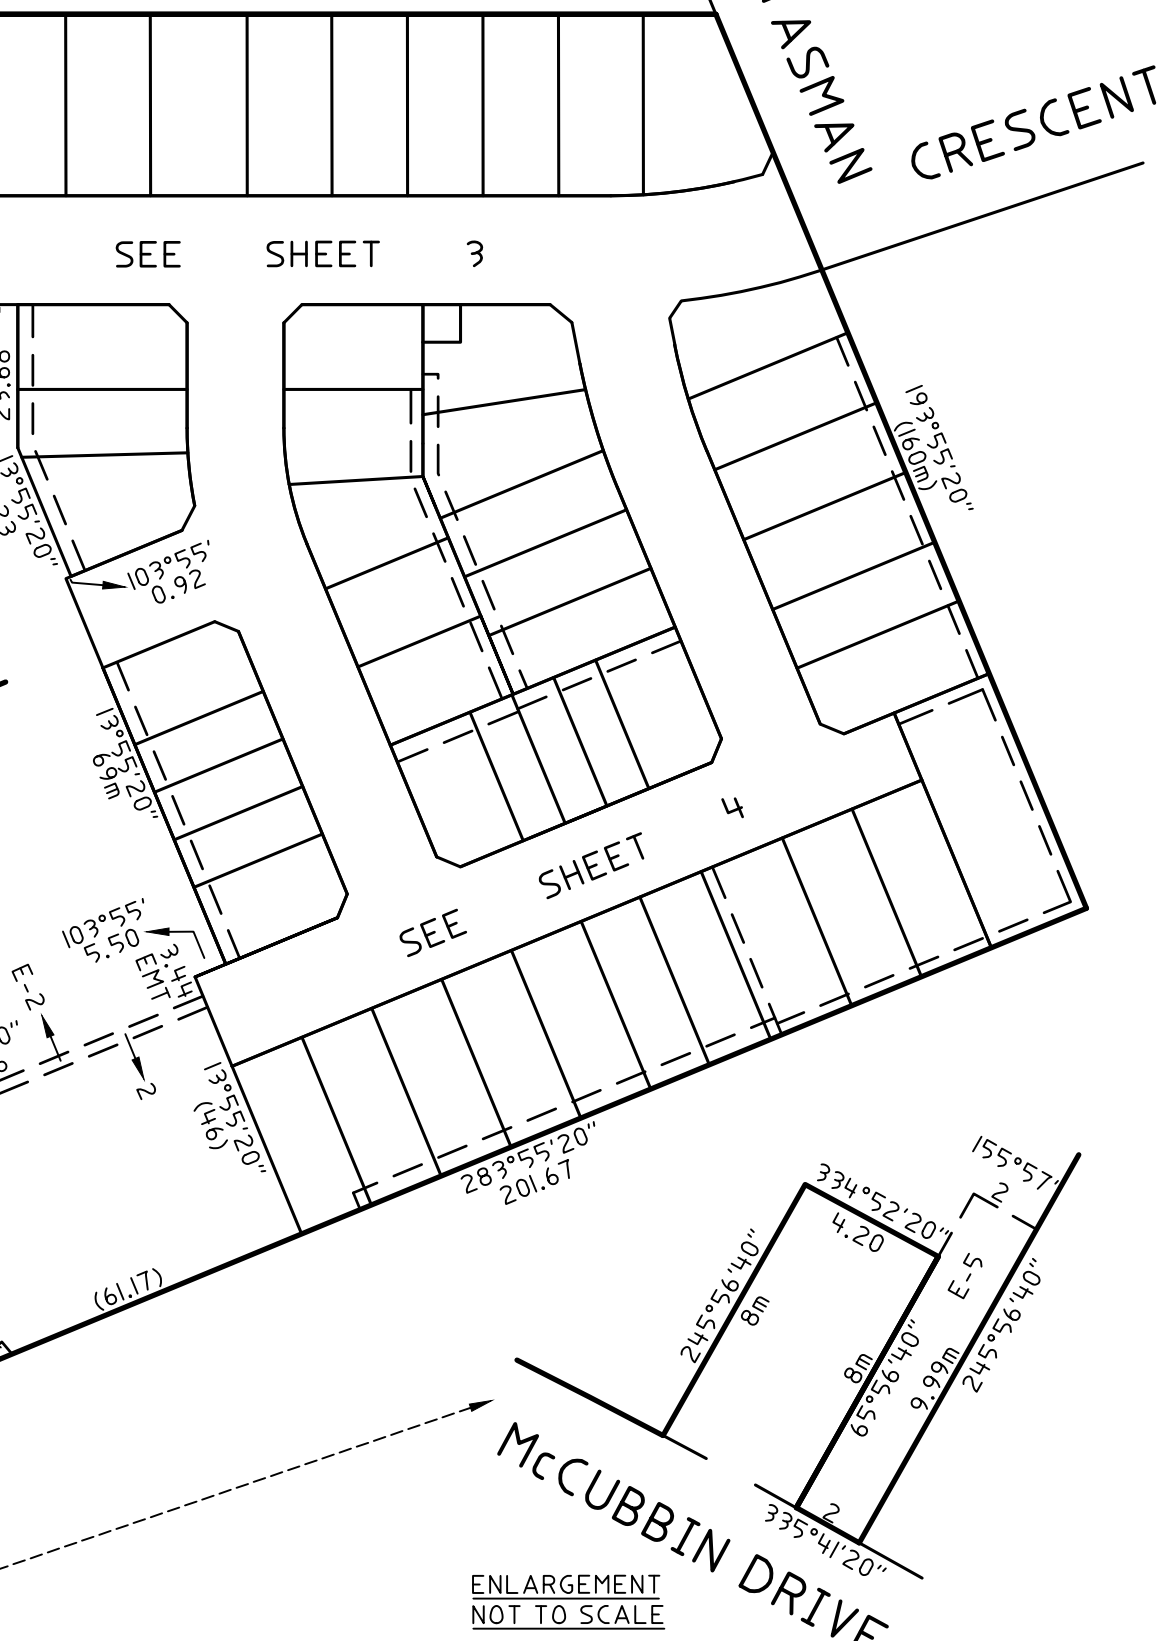 TASMAN
CRESCENT
SEE SHEET 3
13°55'20"
103°55'
0.92
193°55'20"
(160m)
13°55'20"
69m
SEE SHEET 4
103°55'
5.50
3.44
EMT
E-2
2
13°55'20"
(46)
283°55'20"
201.67
(61.17)
155°57'
2
334°52'20"
4.20
E-5
245°56'40"
8m
8m
65°56'40"
9.99m
245°56'40"
2
335°41'20"
McCUBBIN DRIVE
ENLARGEMENT
NOT TO SCALE